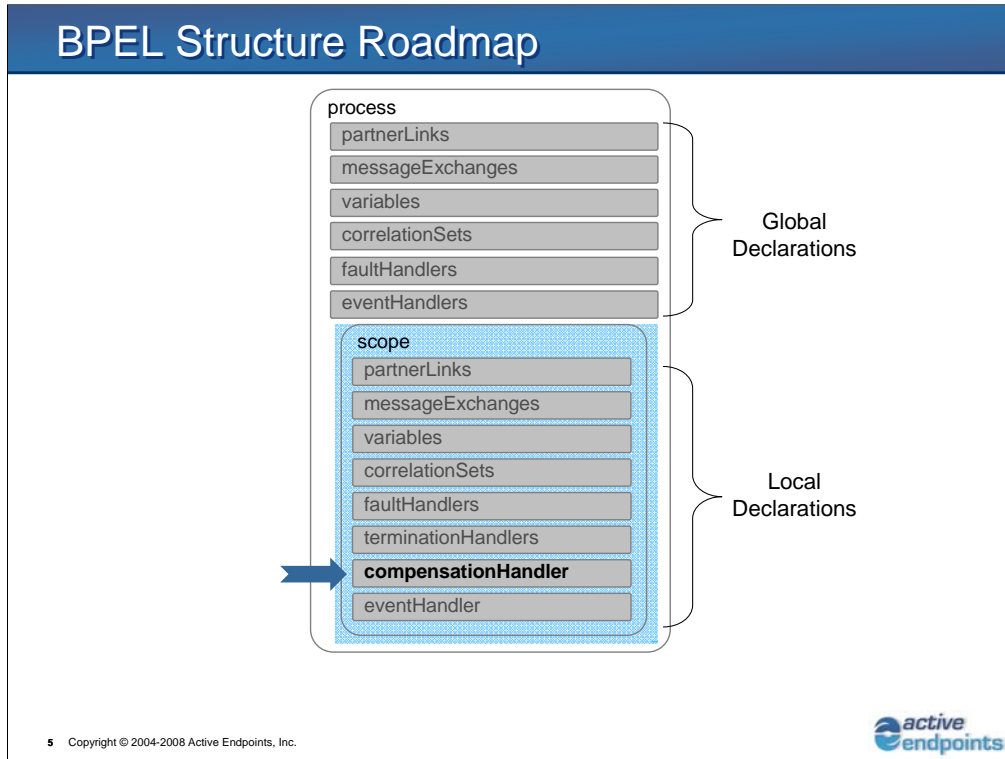 BPEL Structure Roadmap
process
partnerLinks
messageExchanges
variables
correlationSets
faultHandlers
eventHandlers
Global
Declarations
scope
partnerLinks
messageExchanges
variables
correlationSets
faultHandlers
terminationHandlers
compensationHandler
eventHandler
Local
Declarations
5 Copyright © 2004-2008 Active Endpoints, Inc.
active
endpoints